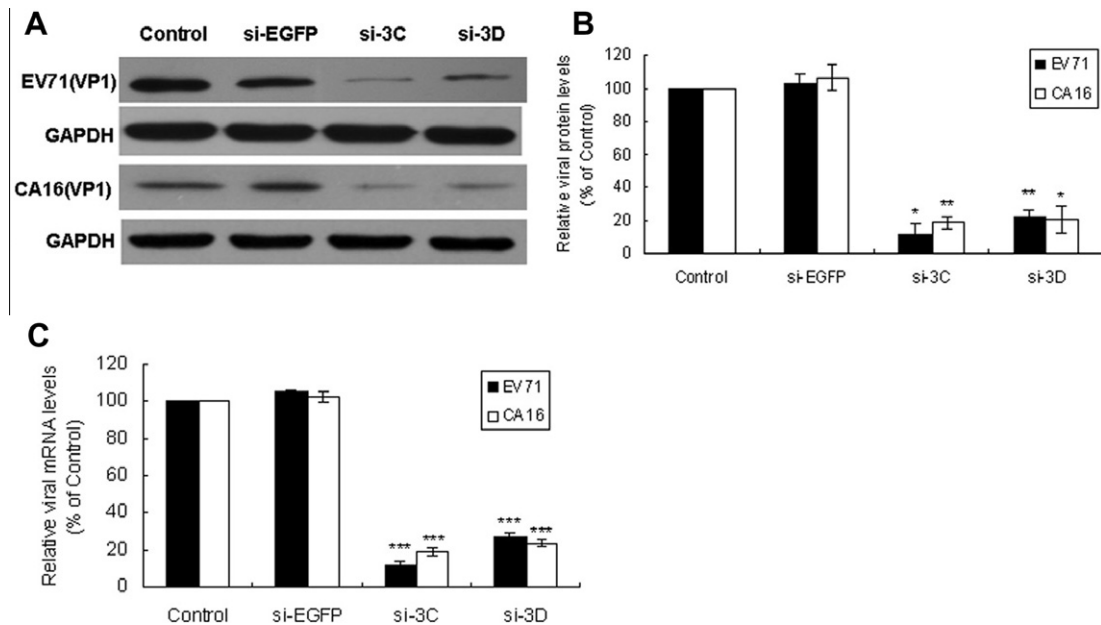 A
Control si-EGFP si-3C si-3D
EV71(VP1)
GAPDH
CA16(VP1)
GAPDH
B
Relative viral protein levels
(% of Control)
120
100
80
60
40
20
0
EV71
CA16
* ** ** *
Control si-EGFP si-3C si-3D
C
Relative viral mRNA levels
(% of Control)
120
100
80
60
40
20
0
EV71
CA16
*** *** *** ***
Control si-EGFP si-3C si-3D